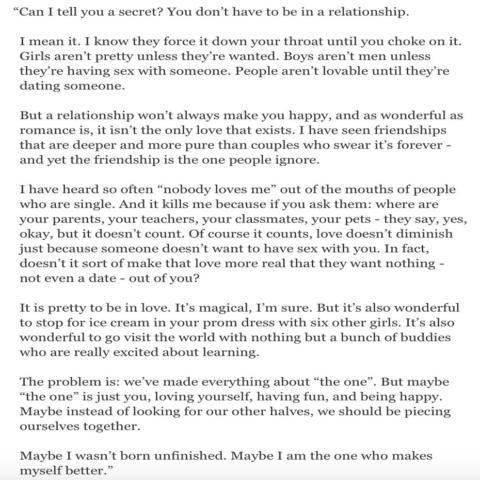 “Can I tell you a secret? You don’t have to be in a relationship.
I mean it. I know they force it down your throat until you choke on it.
Girls aren’t pretty unless they’re wanted. Boys aren’t men unless
they’re having sex with someone. People aren’t lovable until they’re
dating someone.
But a relationship won’t always make you happy, and as wonderful as
romance is, it isn’t the only love that exists. I have seen friendships
that are deeper and more pure than couples who swear it’s forever -
and yet the friendship is the one people ignore.
I have heard so often “nobody loves me” out of the mouths of people
who are single. And it kills me because if you ask them: where are
your parents, your teachers, your classmates, your pets - they say, yes,
okay, but it doesn’t count. Of course it counts, love doesn’t diminish
just because someone doesn’t want to have sex with you. In fact,
doesn’t it sort of make that love more real that they want nothing -
not even a date - out of you?
It is pretty to be in love. It’s magical, I’m sure. But it’s also wonderful
to stop for ice cream in your prom dress with six other girls. It’s also
wonderful to go visit the world with nothing but a bunch of buddies
who are really excited about learning.
The problem is: we’ve made everything about “the one”. But maybe
“the one” is just you, loving yourself, having fun, and being happy.
Maybe instead of looking for our other halves, we should be piecing
ourselves together.
Maybe I wasn’t born unfinished. Maybe I am the one who makes
myself better.”